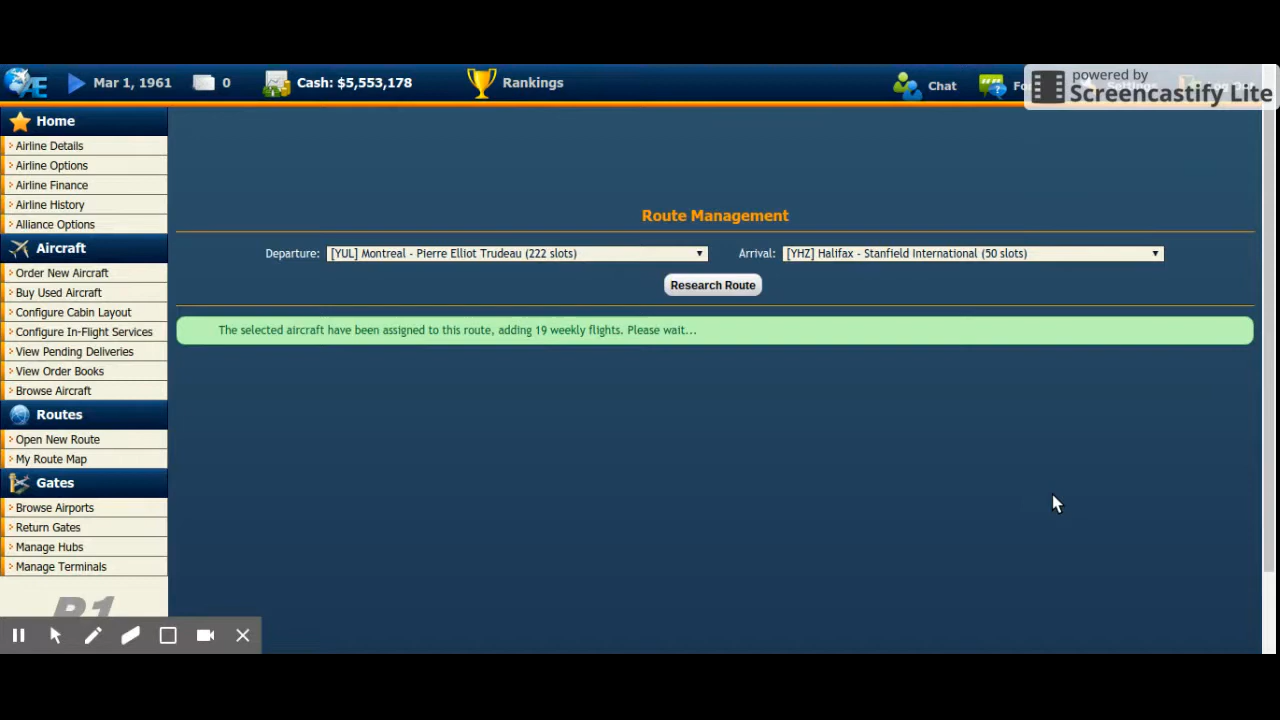 AE Mar 1, 1961 0 Cash: $5,553,178 Rankings Chat
powered by
Screencastify Lite
Home
Airline Details
Airline Options
Airline Finance
Airline History
Alliance Options
Aircraft
Order New Aircraft
Buy Used Aircraft
Configure Cabin Layout
Configure In-Flight Services
View Pending Deliveries
View Order Books
Browse Aircraft
Routes
Open New Route
My Route Map
Gates
Browse Airports
Return Gates
Manage Hubs
Manage Terminals
Route Management
Departure: [YUL] Montreal - Pierre Elliot Trudeau (222 slots) Arrival: [YHZ] Halifax - Stanfield International (50 slots)
Research Route
The selected aircraft have been assigned to this route, adding 19 weekly flights. Please wait...